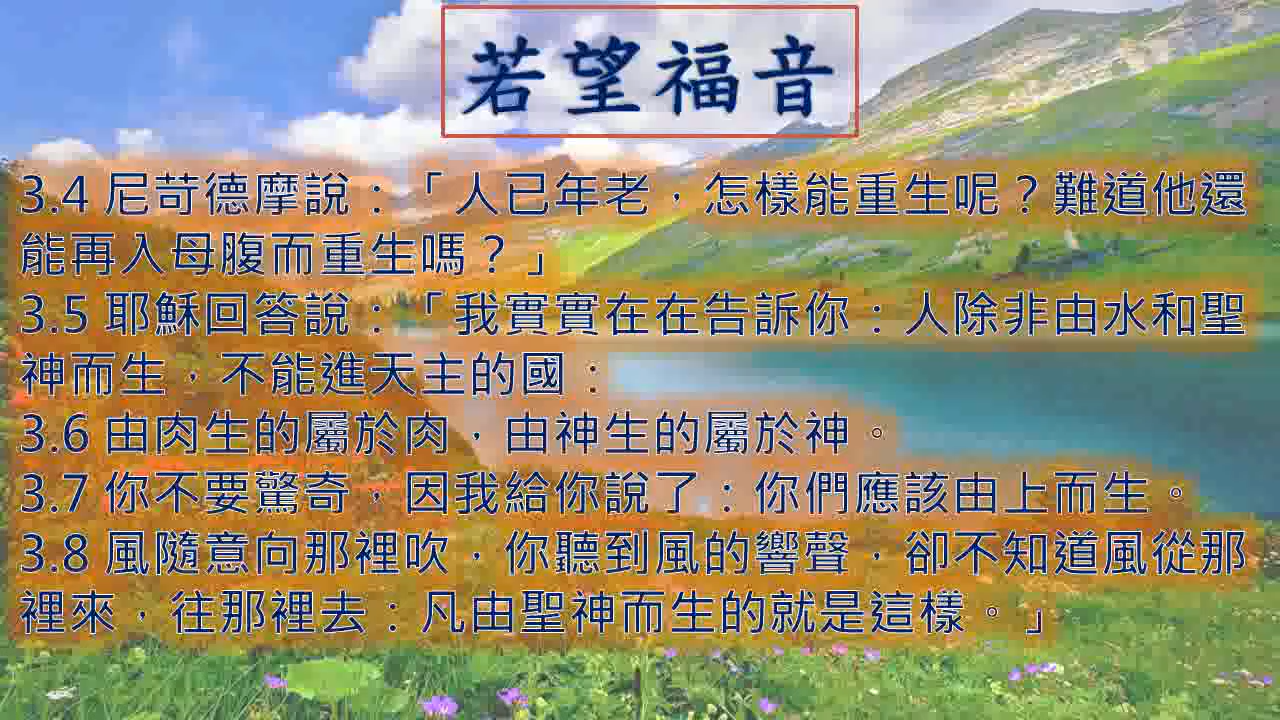 若望福音
3.4 尼苛德摩說：「人已年老，怎樣能重生呢？難道他還
能再入母腹而重生嗎？」
3.5 耶穌回答說：「我實實在在告訴你：人除非由水和聖
神而生，不能進天主的國：
3.6 由肉生的屬於肉，由神生的屬於神。
3.7 你不要驚奇，因我給你說了：你們應該由上而生。
3.8 風隨意向那裡吹，你聽到風的響聲，卻不知道風從那
裡來，往那裡去：凡由聖神而生的就是這樣。」